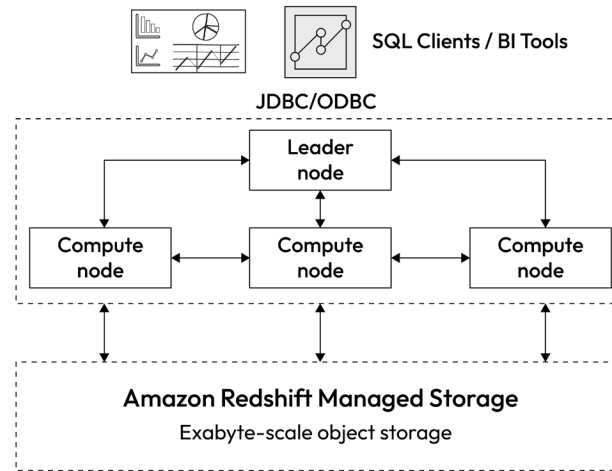 SQL Clients / BI Tools
JDBC/ODBC
Leader
node
Compute
node
Compute
node
Compute
node
Amazon Redshift Managed Storage
Exabyte-scale object storage